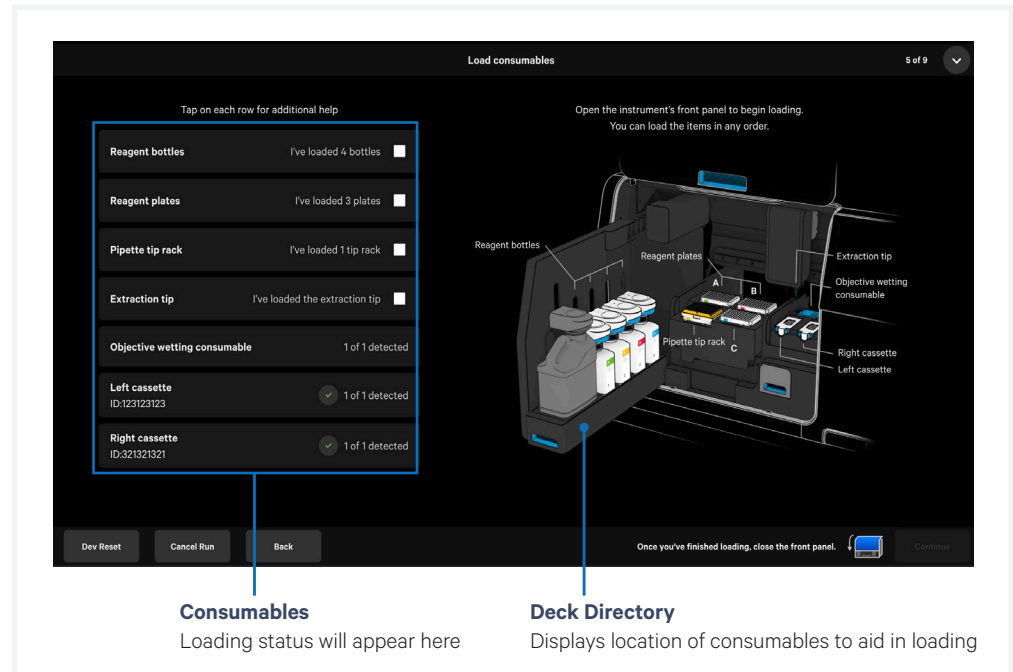 Load consumables
5 of 9
Tap on each row for additional help
Reagent bottles I've loaded 4 bottles
Reagent plates I've loaded 3 plates
Pipette tip rack I've loaded 1 tip rack
Extraction tip I've loaded the extraction tip
Objective wetting consumable 1 of 1 detected
Left cassette
ID:123123123
1 of 1 detected
Right cassette
ID:321321321
1 of 1 detected
Open the instrument's front panel to begin loading.
You can load the items in any order.
Reagent bottles
Reagent plates
A
B
C
Pipette tip rack
Extraction tip
Objective wetting
consumable
Right cassette
Left cassette
Dev Reset
Cancel Run
Back
Once you've finished loading, close the front panel.
Continue
Consumables
Loading status will appear here
Deck Directory
Displays location of consumables to aid in loading